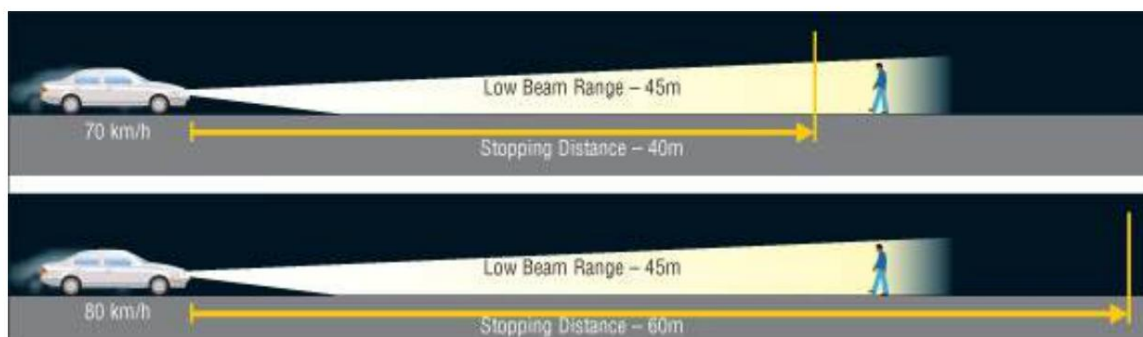 Low Beam Range – 45m
70 km/h
Stopping Distance – 40m
Low Beam Range – 45m
80 km/h
Stopping Distance – 60m